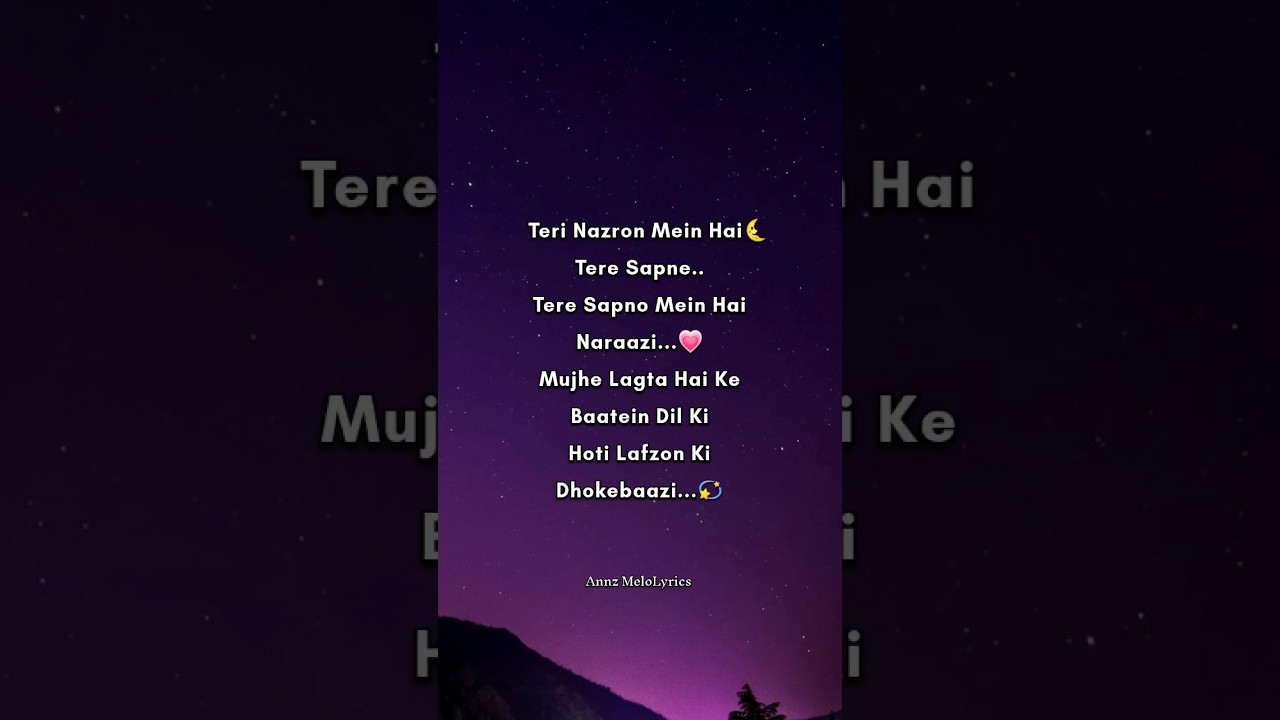 Teri Nazron Mein Hai🌜
Tere Sapne..
Tere Sapno Mein Hai
Naraazi...💗
Mujhe Lagta Hai Ke
Baatein Dil Ki
Hoti Lafzon Ki
Dhokebaazi...💫
Annz MeloLyrics